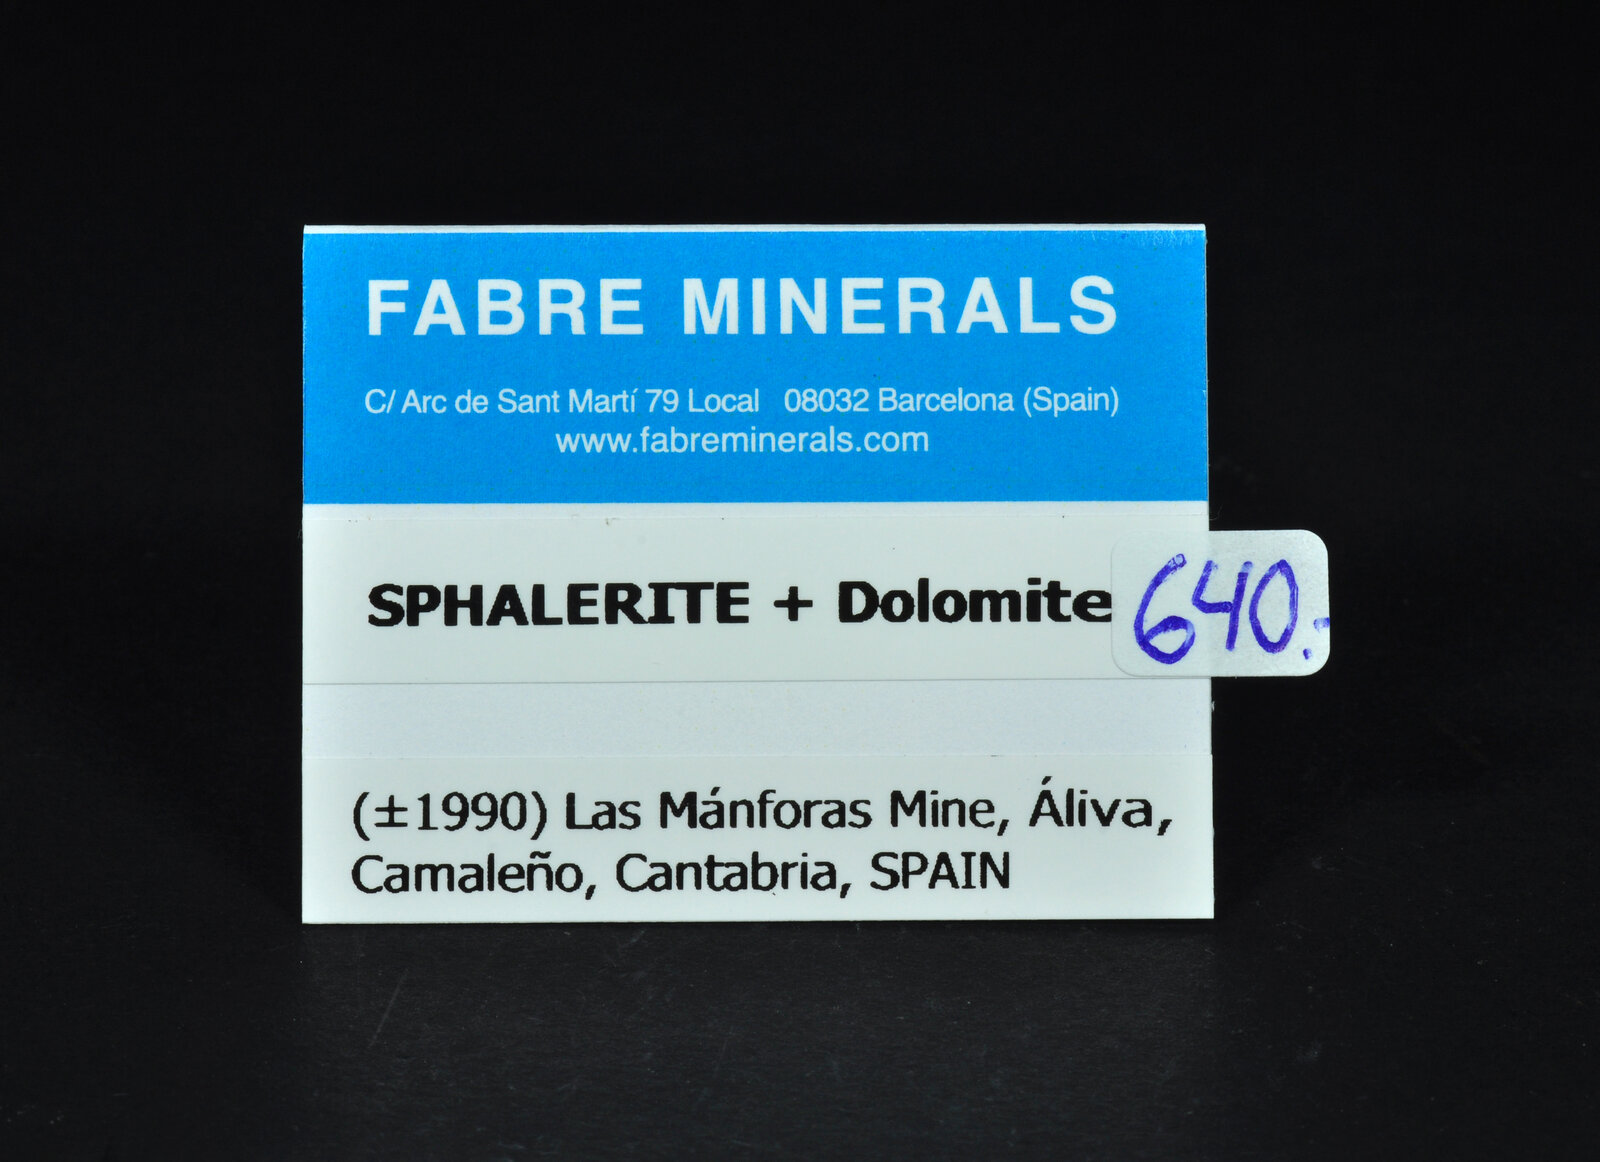 FABRE MINERALS
C/ Arc de Sant Martí 79 Local 08032 Barcelona (Spain)
www.fabreminerals.com
SPHALERITE + Dolomite
640.-
(±1990) Las Mánforas Mine, Áliva,
Camaleño, Cantabria, SPAIN